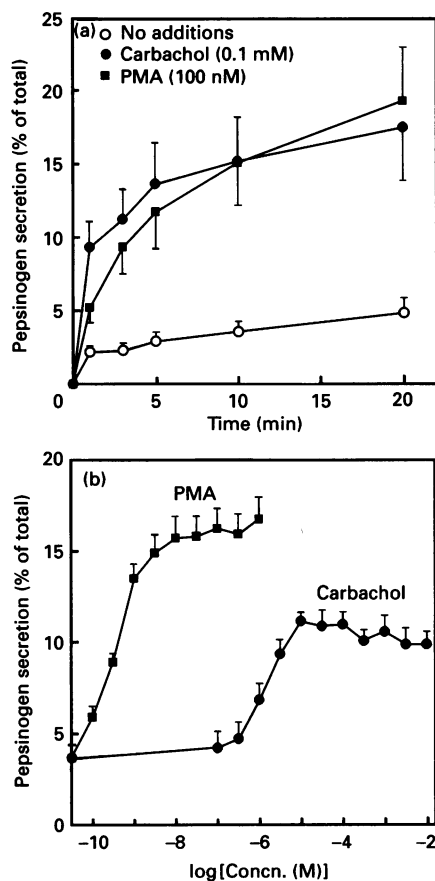 (a)
○ No additions
● Carbachol (0.1 mM)
■ PMA (100 nM)
Pepsinogen secretion (% of total)
25
20
15
10
5
0 5 10 15 20
Time (min)
(b)
Pepsinogen secretion (% of total)
20
15
10
5
0
PMA
Carbachol
−10 −8 −6 −4 −2
log[Concn. (M)]